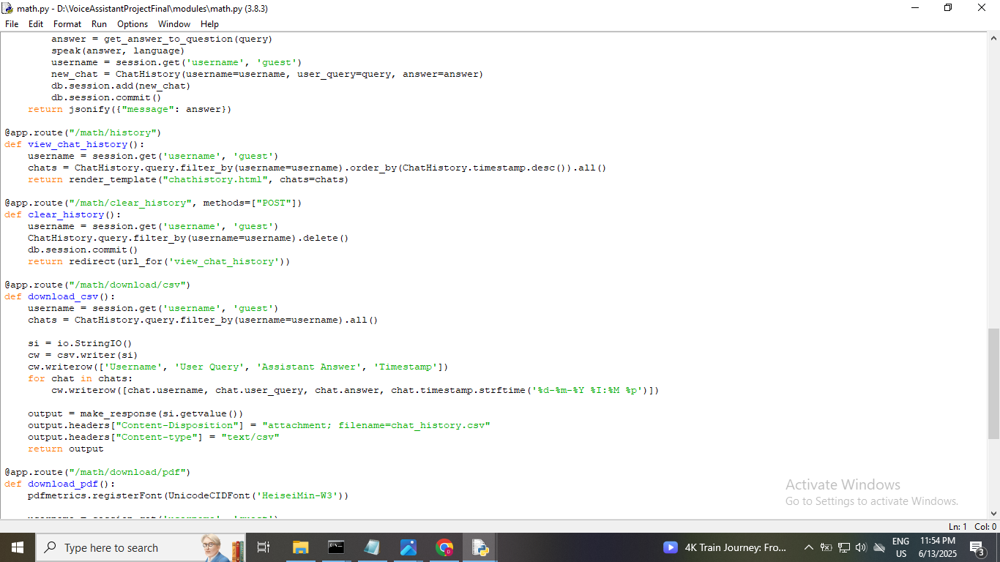 math.py - D:\VoiceAssistantProjectFinal\modules\math.py (3.8.3)
File Edit Format Run Options Window Help
        answer = get_answer_to_question(query)
        speak(answer, language)
        username = session.get('username', 'guest')
        new_chat = ChatHistory(username=username, user_query=query, answer=answer)
        db.session.add(new_chat)
        db.session.commit()
    return jsonify({"message": answer})

@app.route("/math/history")
def view_chat_history():
    username = session.get('username', 'guest')
    chats = ChatHistory.query.filter_by(username=username).order_by(ChatHistory.timestamp.desc()).all()
    return render_template("chathistory.html", chats=chats)

@app.route("/math/clear_history", methods=["POST"])
def clear_history():
    username = session.get('username', 'guest')
    ChatHistory.query.filter_by(username=username).delete()
    db.session.commit()
    return redirect(url_for('view_chat_history'))

@app.route("/math/download/csv")
def download_csv():
    username = session.get('username', 'guest')
    chats = ChatHistory.query.filter_by(username=username).all()

    si = io.StringIO()
    cw = csv.writer(si)
    cw.writerow(['Username', 'User Query', 'Assistant Answer', 'Timestamp'])
    for chat in chats:
        cw.writerow([chat.username, chat.user_query, chat.answer, chat.timestamp.strftime('%d-%m-%Y %I:%M %p')])

    output = make_response(si.getvalue())
    output.headers["Content-Disposition"] = "attachment; filename=chat_history.csv"
    output.headers["Content-type"] = "text/csv"
    return output

@app.route("/math/download/pdf")
def download_pdf():
    pdfmetrics.registerFont(UnicodeCIDFont('HeiseiMin-W3'))
Activate Windows
Go to Settings to activate Windows.
Ln: 1 Col: 0
Type here to search
4K Train Journey: Fro...
ENG
US
11:54 PM
6/13/2025
3